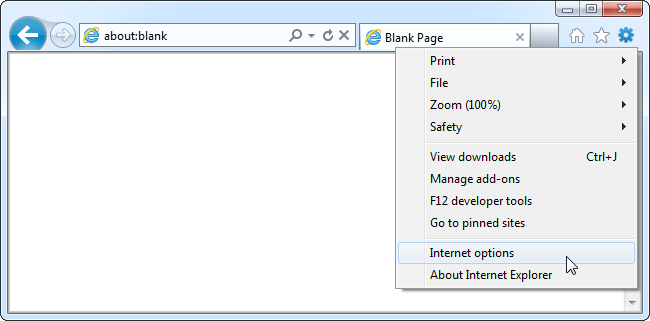 about:blank
Blank Page
Print
File
Zoom (100%)
Safety
View downloads Ctrl+J
Manage add-ons
F12 developer tools
Go to pinned sites
Internet options
About Internet Explorer